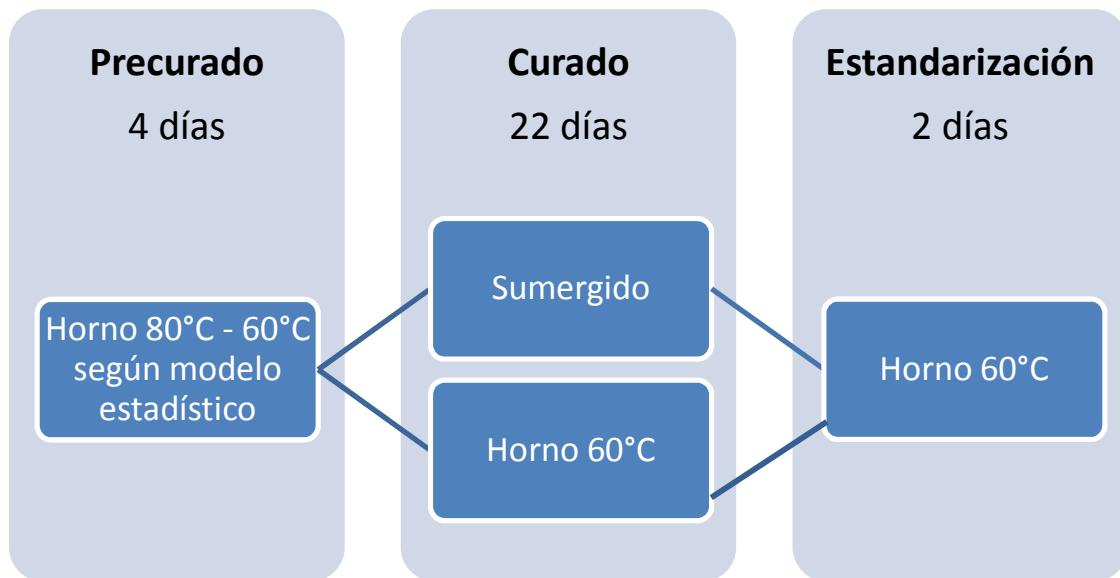 Precurado
4 días
Horno 80°C - 60°C
según modelo
estadístico
Curado
22 días
Sumergido
Horno 60°C
Estandarización
2 días
Horno 60°C